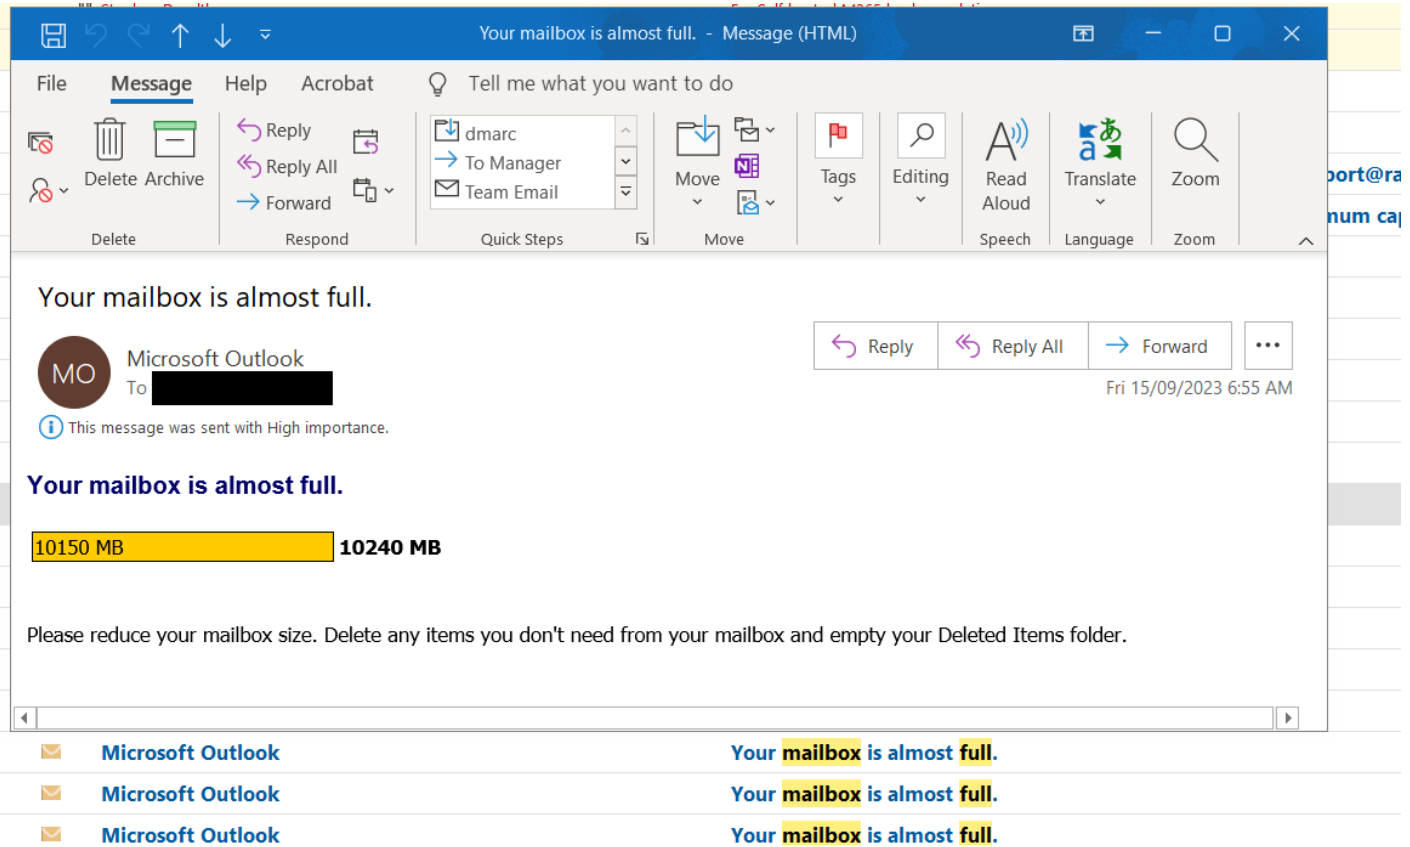 Your mailbox is almost full. - Message (HTML)
File Message Help Acrobat Tell me what you want to do
Delete Archive
Reply
Reply All
Forward
dmarc
To Manager
Team Email
Move
Tags
Editing
Read Aloud
Translate
Zoom
Delete Respond Quick Steps Move Speech Language Zoom
port@ra
num cap
Your mailbox is almost full.
MO
Microsoft Outlook
To
Reply Reply All Forward
Fri 15/09/2023 6:55 AM
This message was sent with High importance.
Your mailbox is almost full.
10150 MB 10240 MB
Please reduce your mailbox size. Delete any items you don't need from your mailbox and empty your Deleted Items folder.
Microsoft Outlook Your mailbox is almost full.
Microsoft Outlook Your mailbox is almost full.
Microsoft Outlook Your mailbox is almost full.